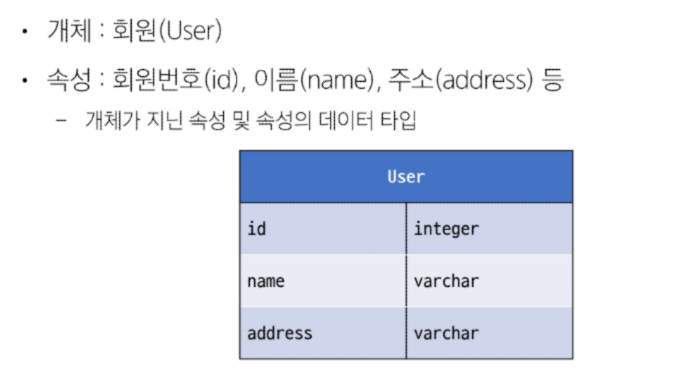 • 개체 : 회원(User)
• 속성 : 회원번호(id), 이름(name), 주소(address) 등
– 개체가 지닌 속성 및 속성의 데이터 타입
User
id integer
name varchar
address varchar